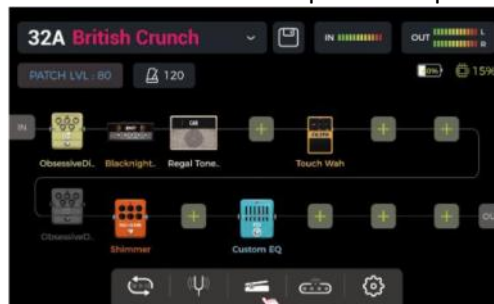 32A British Crunch
IN
OUT
L
R
PATCH LVL : 80
120
15%
IN
ObsessiveDi..
Blacknight..
Regal Tone..
Touch Wah
ObsessiveD..
Shimmer
Custom EQ
OU